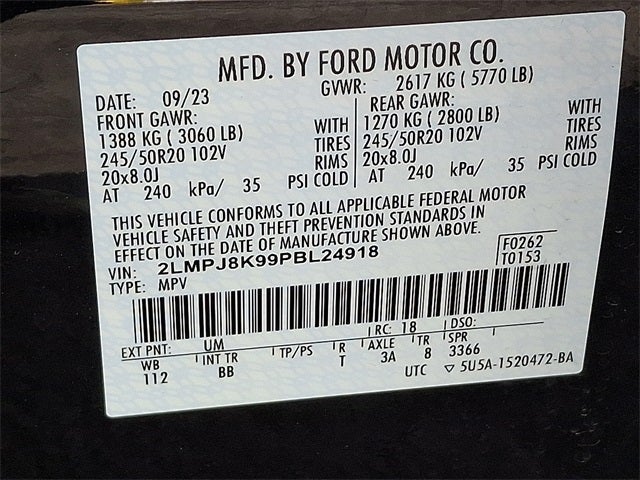 MFD. BY FORD MOTOR CO.
DATE: 09/23 GVWR: 2617 KG ( 5770 LB)
FRONT GAWR: REAR GAWR:
1388 KG ( 3060 LB) WITH 1270 KG ( 2800 LB) WITH
245/50R20 102V TIRES 245/50R20 102V TIRES
20x8.0J RIMS 20x8.0J RIMS
AT 240 kPa/ 35 PSI COLD AT 240 kPa/ 35 PSI COLD
THIS VEHICLE CONFORMS TO ALL APPLICABLE FEDERAL MOTOR
VEHICLE SAFETY AND THEFT PREVENTION STANDARDS IN
EFFECT ON THE DATE OF MANUFACTURE SHOWN ABOVE.
VIN: 2LMPJ8K99PBL24918 F0262
TYPE: MPV T0153
EXT PNT: UM RC: 18 DSO:
WB INT TR TP/PS R AXLE TR SPR
112 BB T 3A 8 3366
UTC ▽ 5U5A-1520472-BA